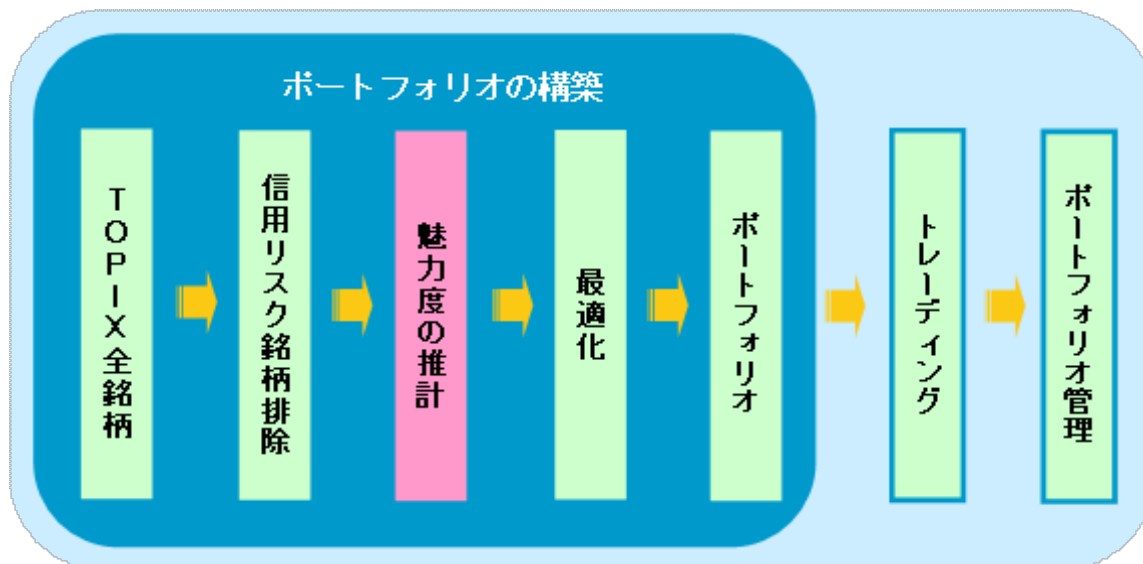 ポートフォリオの構築
TOPIX全銘柄
信用リスク銘柄排除
魅力度の推計
最適化
ポートフォリオ
トレーディング
ポートフォリオ管理